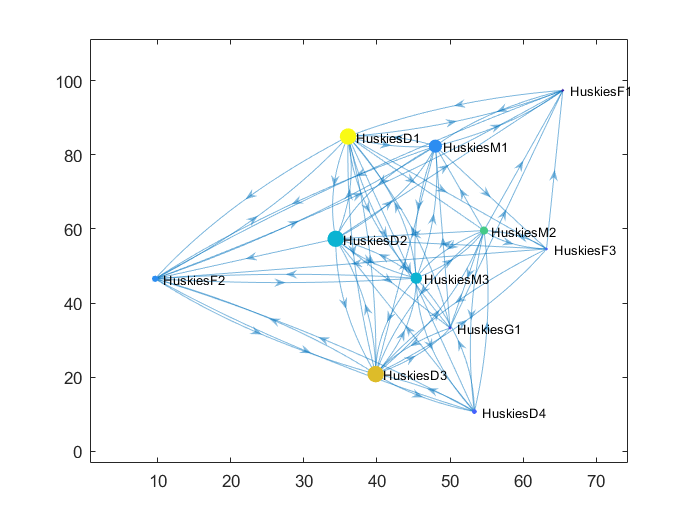 100
80
60
40
20
0
10
20
30
40
50
60
70
HuskiesF1
HuskiesD1
HuskiesM1
HuskiesM2
HuskiesD2
HuskiesF3
HuskiesF2
HuskiesM3
HuskiesG1
HuskiesD3
HuskiesD4